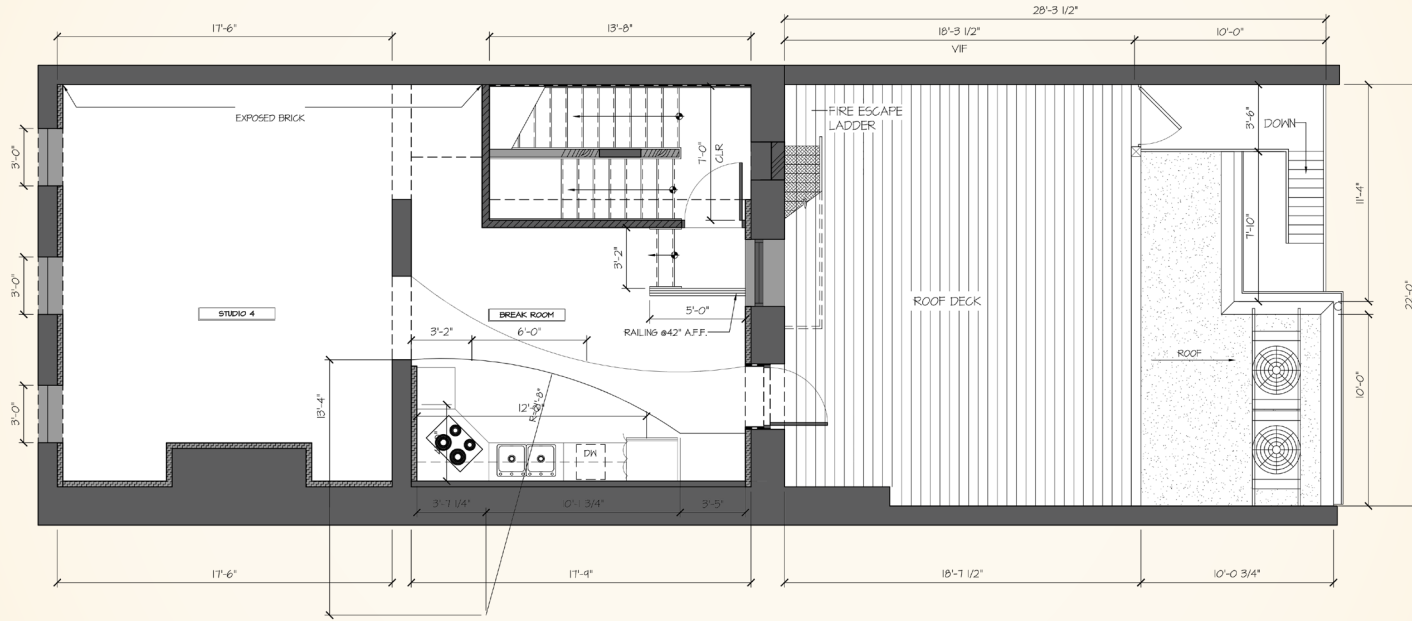 28'-3 1/2"
17'-6"
13'-8"
18'-3 1/2"
10'-0"
VIF
EXPOSED BRICK
FIRE ESCAPE
LADDER
3'-6"
DOWN
3'-0"
7'-0"
CLR
11'-4"
7'-10"
3'-2"
3'-0"
22'-0"
STUDIO 4
BREAK ROOM
5'-0"
ROOF DECK
3'-2"
6'-0"
RAILING @42" A.F.F.
ROOF
3'-0"
13'-4"
10'-0"
DW
3'-7 1/4"
10'-1 3/4"
3'-5"
17'-6"
17'-9"
18'-7 1/2"
10'-0 3/4"